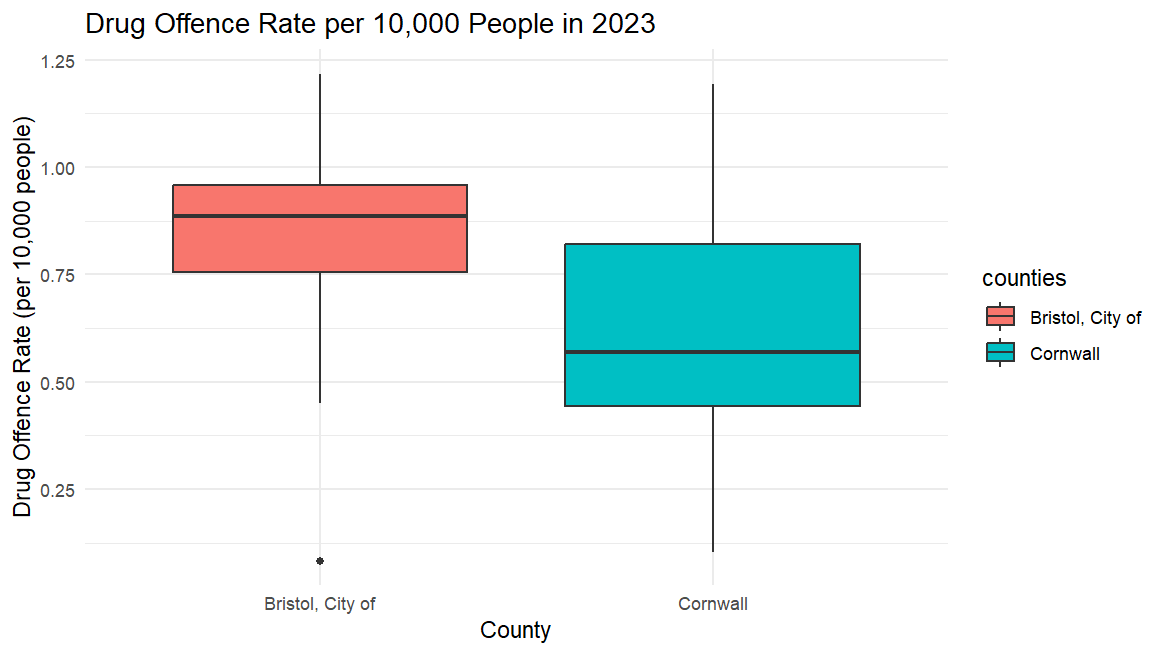 Drug Offence Rate per 10,000 People in 2023
Drug Offence Rate (per 10,000 people)
1.25
1.00
0.75
0.50
0.25
Bristol, City of
Cornwall
County
counties
Bristol, City of
Cornwall